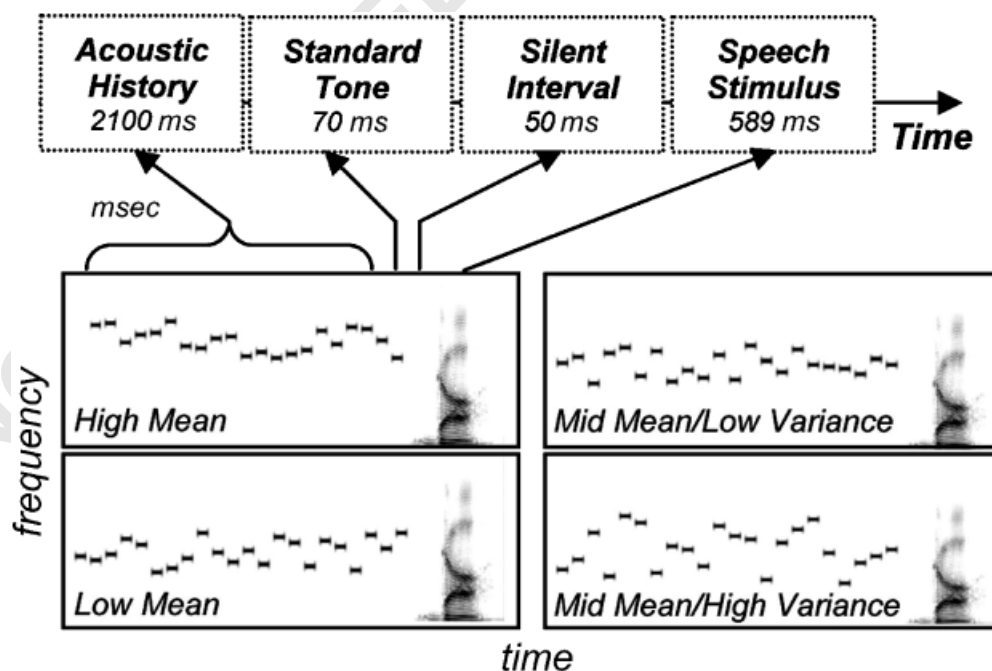 Acoustic History 2100 ms
Standard Tone 70 ms
Silent Interval 50 ms
Speech Stimulus 589 ms
Time
msec
High Mean
Mid Mean/Low Variance
Low Mean
Mid Mean/High Variance
frequency
time